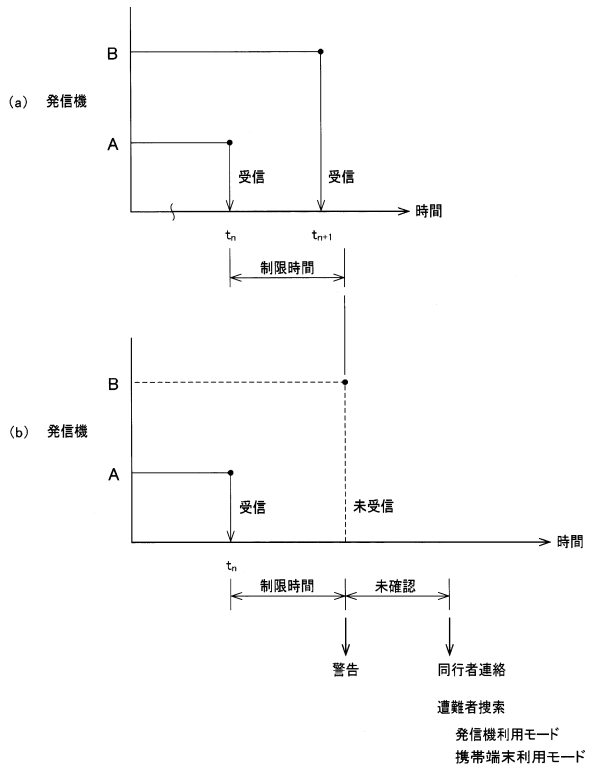 B
(a) 発信機
A
受信
受信
時間
tn
tn+1
制限時間
B
(b) 発信機
A
受信
未受信
時間
tn
制限時間
未確認
警告
同行者連絡
遭難者捜索
発信機利用モード
携帯端末利用モード